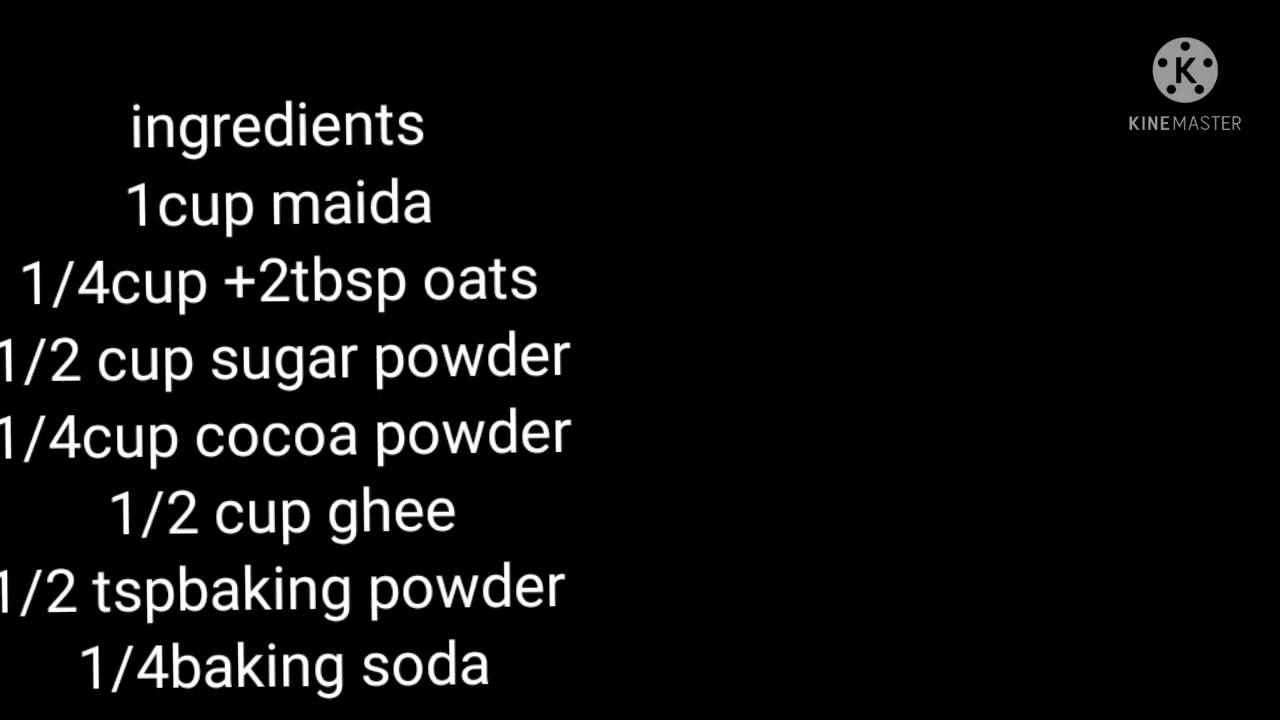 ingredients
1cup maida
1/4cup +2tbsp oats
1/2 cup sugar powder
1/4cup cocoa powder
1/2 cup ghee
1/2 tspbaking powder
1/4baking soda
K
KINEMASTER